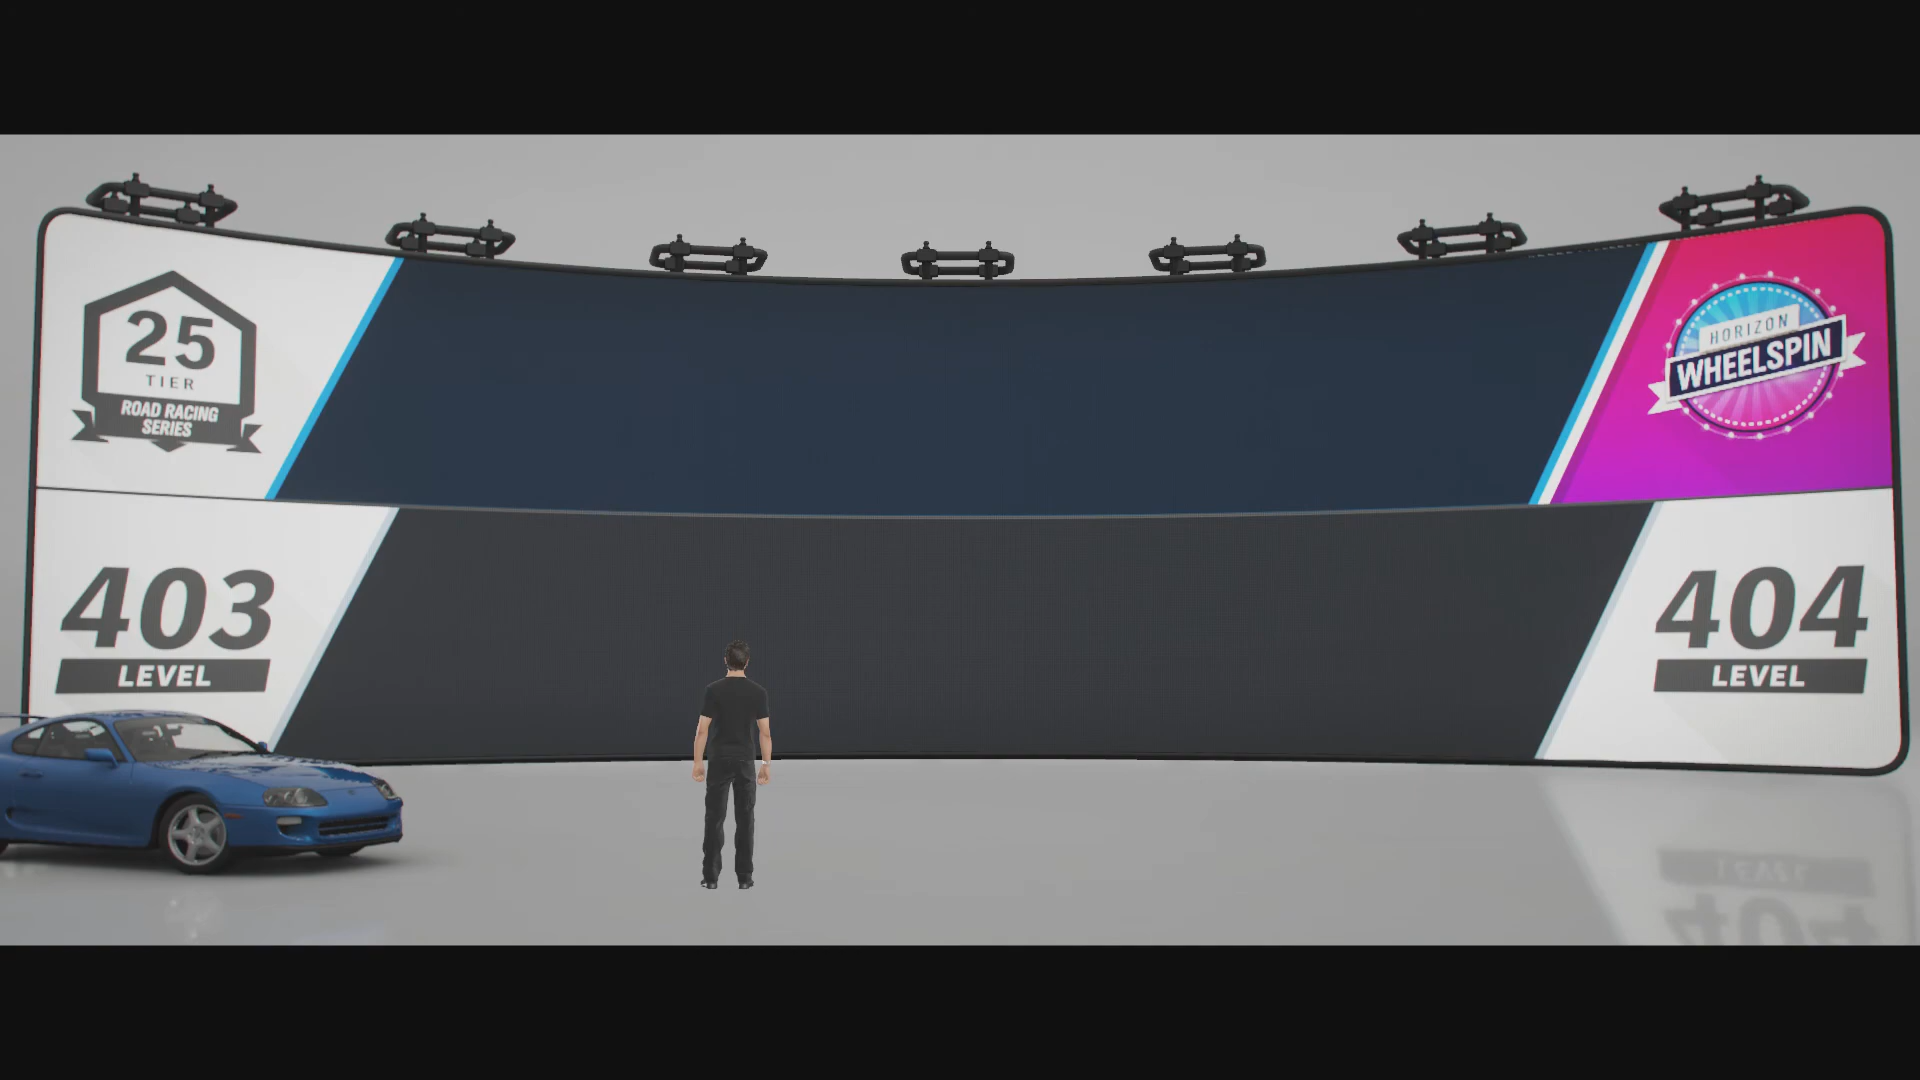 25
TIER
ROAD RACING
SERIES
HORIZON
WHEELSPIN
403
LEVEL
404
LEVEL